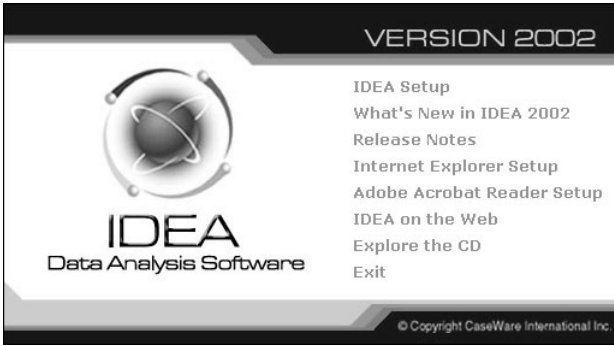 VERSION 2002
IDEA Setup
What's New in IDEA 2002
Release Notes
Internet Explorer Setup
Adobe Acrobat Reader Setup
IDEA on the Web
Explore the CD
Exit
IDEA
Data Analysis Software
© Copyright CaseWare International Inc.